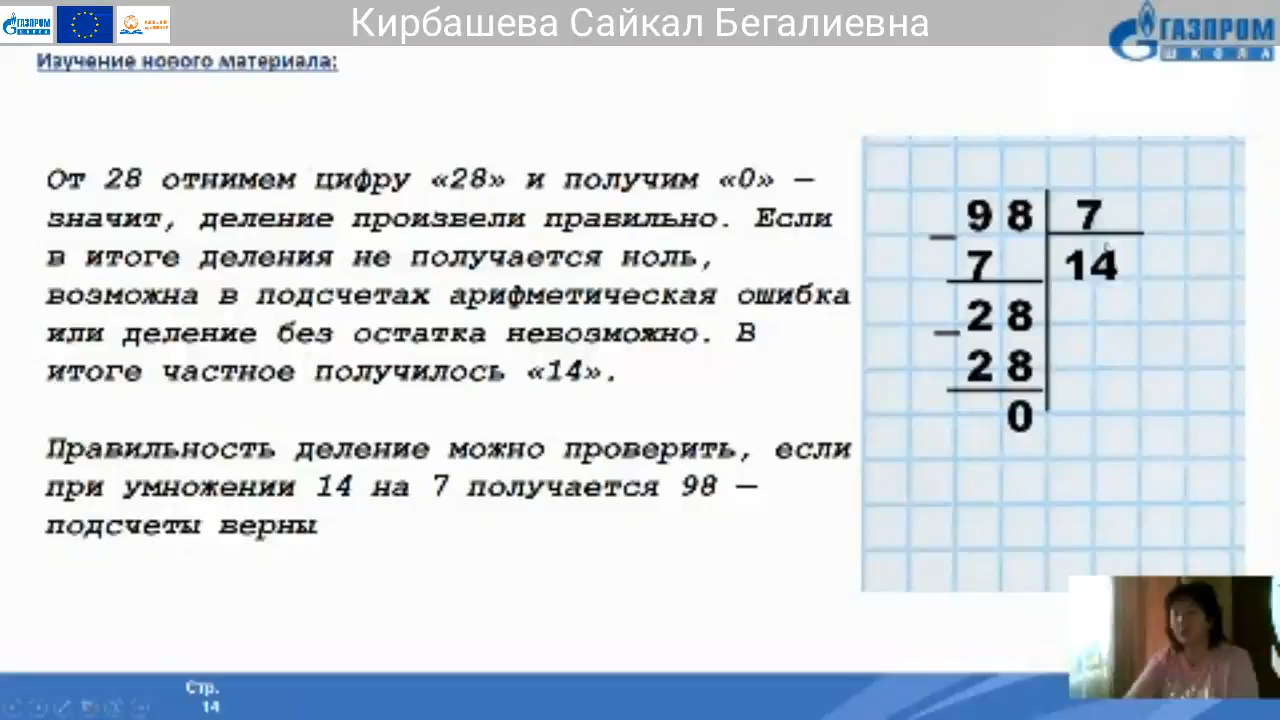 Кирбашева Сайкал Бегалиевна
ГАЗПРОМ
ШКОЛА
ГАЗПРОМ
ШКОЛА
Изучение нового материала:
От 28 отнимем цифру «28» и получим «0» —
значит, деление произвели правильно. Если
в итоге деления не получается ноль,
возможна в подсчетах арифметическая ошибка
или деление без остатка невозможно. В
итоге частное получилось «14».
Правильность деление можно проверить, если
при умножении 14 на 7 получается 98 —
подсчеты верны
98 7
7 14
28
28
0
Стр.
14